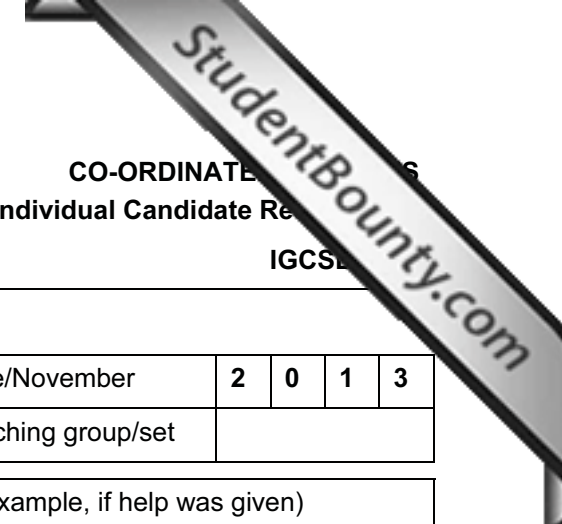 StudentBounty.com
CO-ORDINATE S
ndividual Candidate Re
IGCS
e/November 2 0 1 3
ching group/set
xample, if help was given)